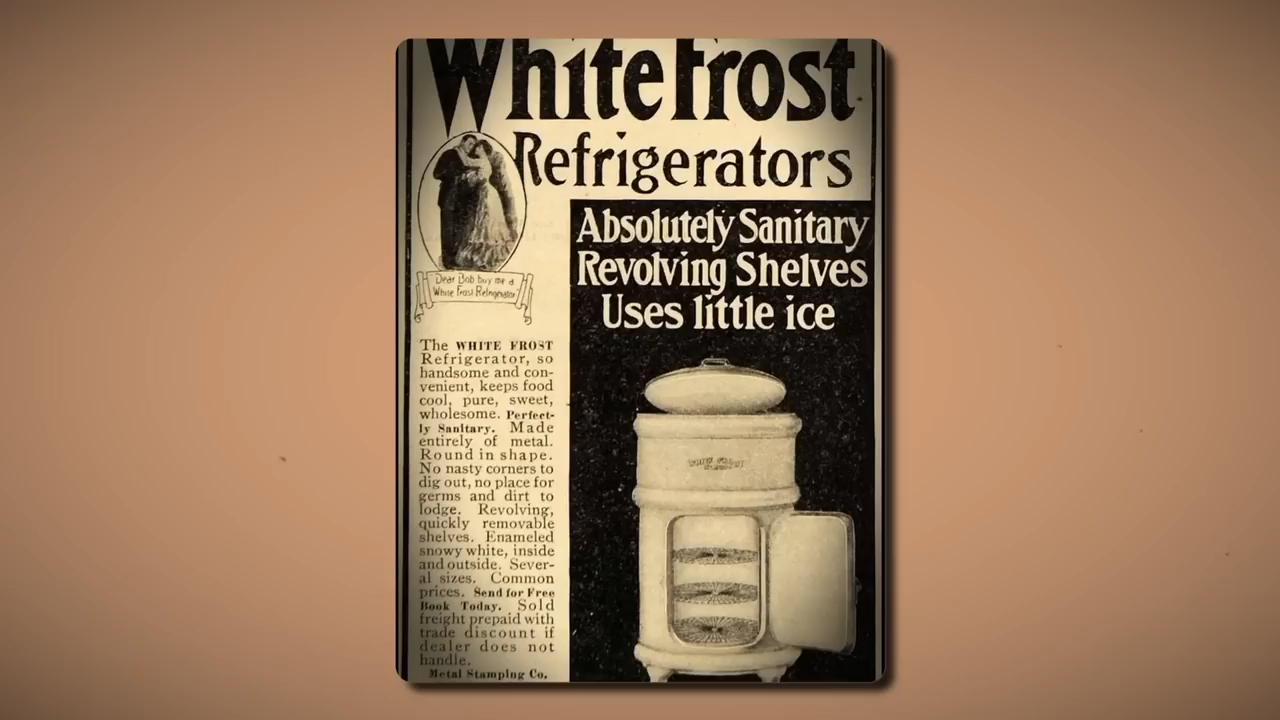 White Frost
Refrigerators
Dear Bob buy me a
White Frost Refrigerator
Absolutely Sanitary
Revolving Shelves
Uses little ice
The WHITE FROST
Refrigerator, so
handsome and con-
venient, keeps food
cool, pure, sweet,
wholesome. Perfect-
ly Sanitary. Made
entirely of metal.
Round in shape.
No nasty corners to
dig out, no place for
germs and dirt to
lodge. Revolving,
quickly removable
shelves. Enameled
snowy white, inside
and outside. Sever-
al sizes. Common
prices. Send for Free
Book Today. Sold
freight prepaid with
trade discount if
dealer does not
handle.
Metal Stamping Co.
WHITE FROST